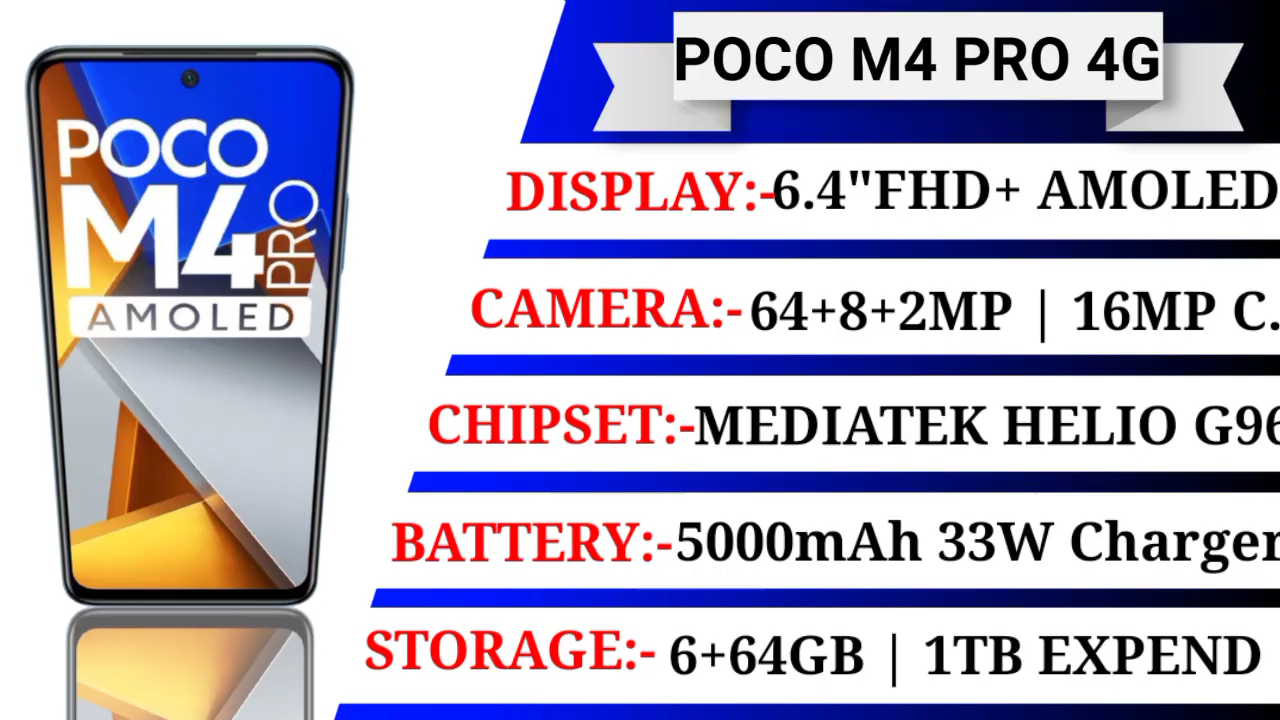 POCO M4 PRO 4G
POCO
M4 PRO
AMOLED
DISPLAY:-6.4"FHD+ AMOLED
CAMERA:- 64+8+2MP | 16MP C.
CHIPSET:-MEDIATEK HELIO G96
BATTERY:-5000mAh 33W Charger
STORAGE:- 6+64GB | 1TB EXPEND